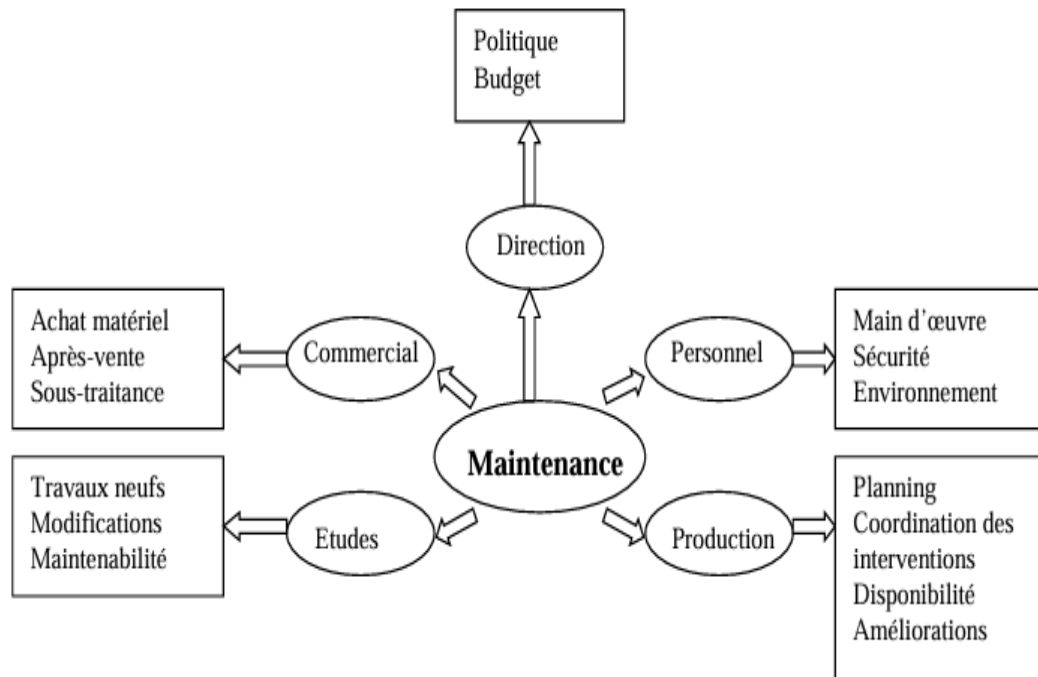 Politique
Budget
Direction
Achat matériel
Après-vente
Sous-traitance
Commercial
Personnel
Main d’œuvre
Sécurité
Environnement
Maintenance
Travaux neufs
Modifications
Maintenabilité
Etudes
Production
Planning
Coordination des
interventions
Disponibilité
Améliorations